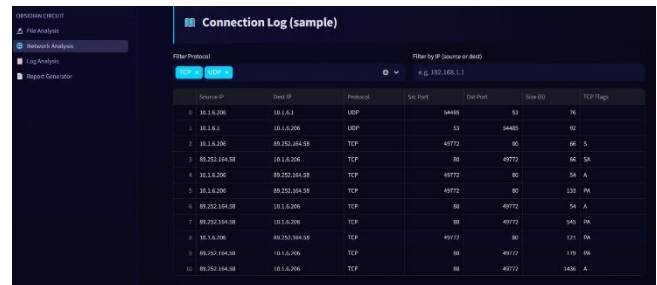 OBSIDIAN CIRCUIT
File Analysis
Network Analysis
Log Analysis
Report Generator
Connection Log (sample)
Filter Protocol
Filter by IP (source or dest)
TCP × UDP ×
e.g. 192.168.1.1
Source IP Dest IP Protocol Src Port Dst Port Size (B) TCP Flags
0 10.1.6.206 10.1.6.1 UDP 54485 53 76
1 10.1.6.1 10.1.6.206 UDP 53 54485 92
2 10.1.6.206 89.252.164.58 TCP 49772 80 66 S
3 89.252.164.58 10.1.6.206 TCP 80 49772 66 SA
4 10.1.6.206 89.252.164.58 TCP 49772 80 54 A
5 10.1.6.206 89.252.164.58 TCP 49772 80 133 PA
6 89.252.164.58 10.1.6.206 TCP 80 49772 54 A
7 89.252.164.58 10.1.6.206 TCP 80 49772 545 PA
8 10.1.6.206 89.252.164.58 TCP 49772 80 121 PA
9 89.252.164.58 10.1.6.206 TCP 80 49772 179 PA
10 89.252.164.58 10.1.6.206 TCP 80 49772 1436 A